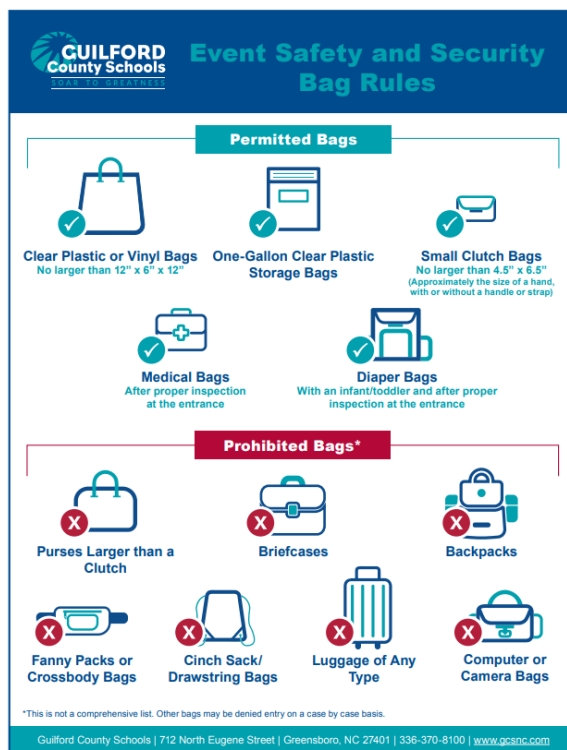 GUILFORD
County Schools
SOAR TO GREATNESS
Event Safety and Security
Bag Rules
Permitted Bags
Clear Plastic or Vinyl Bags
No larger than 12” x 6” x 12”
One-Gallon Clear Plastic
Storage Bags
Small Clutch Bags
No larger than 4.5” x 6.5”
(Approximately the size of a hand,
with or without a handle or strap)
Medical Bags
After proper inspection
at the entrance
Diaper Bags
With an infant/toddler and after proper
inspection at the entrance
Prohibited Bags*
X
Purses Larger than a
Clutch
X
Briefcases
X
Backpacks
X
Fanny Packs or
Crossbody Bags
X
Cinch Sack/
Drawstring Bags
X
Luggage of Any
Type
X
Computer or
Camera Bags
*This is not a comprehensive list. Other bags may be denied entry on a case by case basis.
Guilford County Schools | 712 North Eugene Street | Greensboro, NC 27401 | 336-370-8100 | www.gcsnc.com